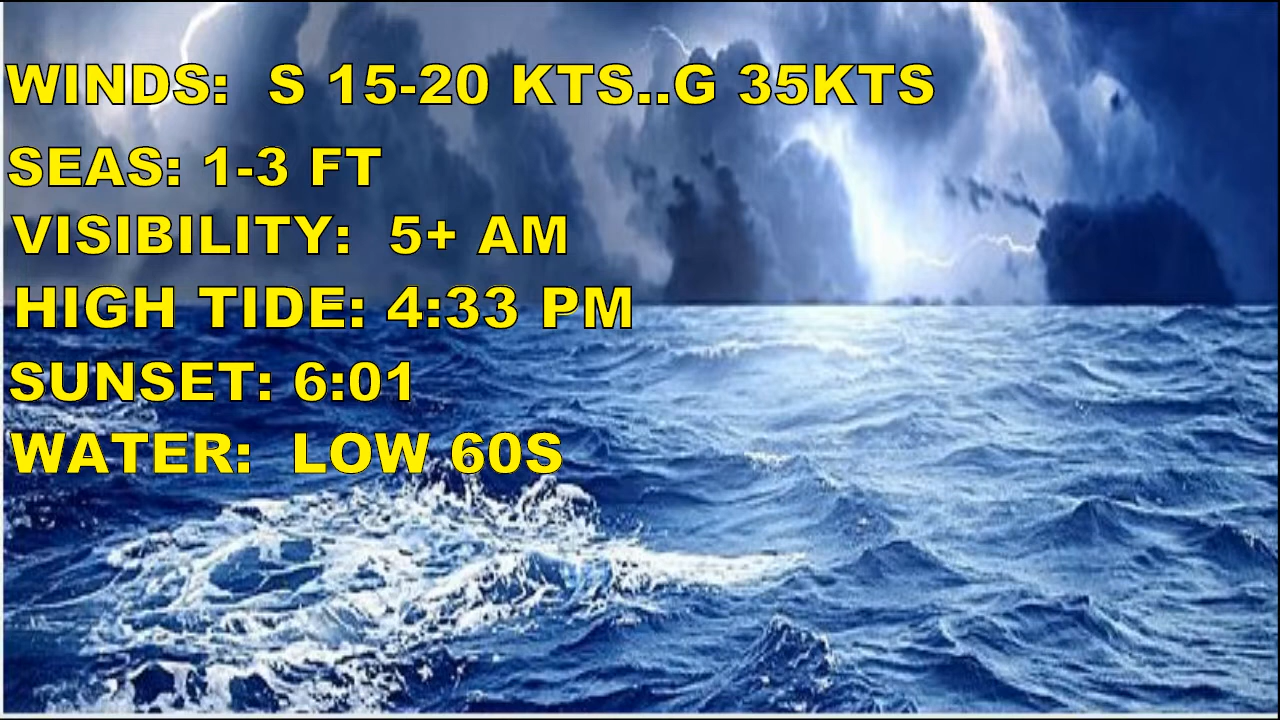 WINDS:  S 15-20 KTS..G 35KTS
SEAS: 1-3 FT
VISIBILITY:  5+ AM
HIGH TIDE: 4:33 PM
SUNSET: 6:01
WATER:  LOW 60S